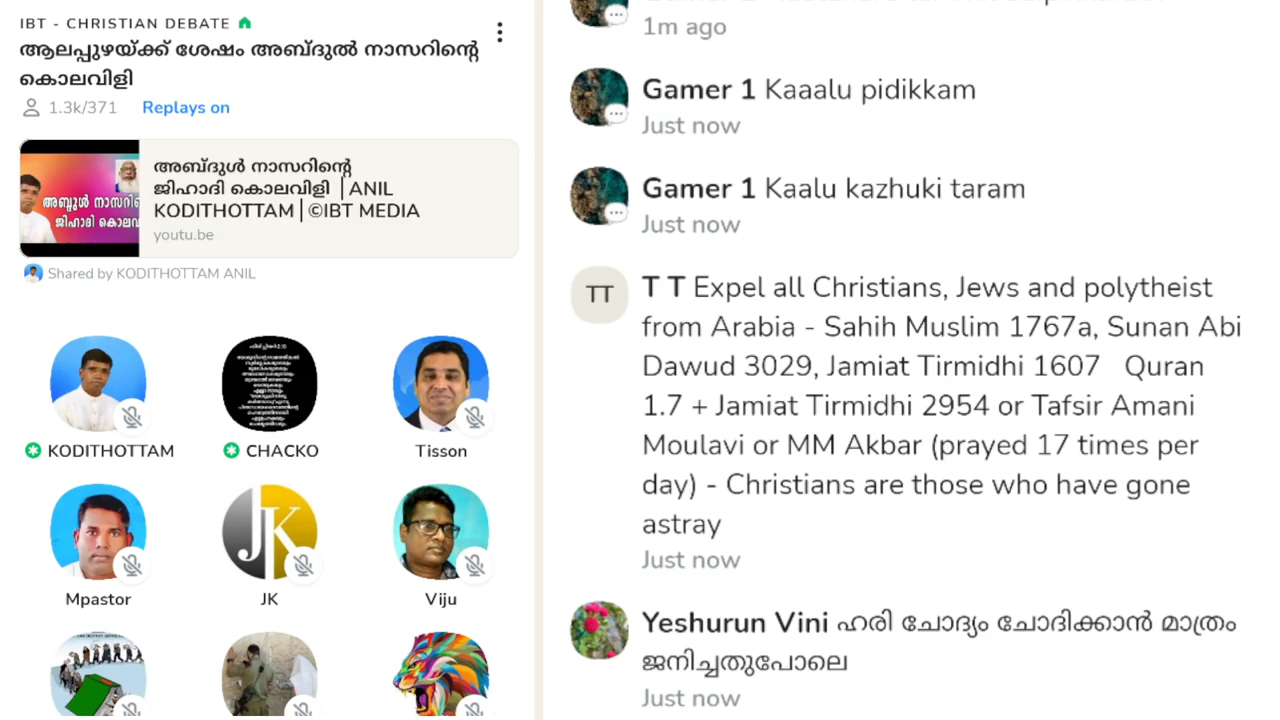 IBT - CHRISTIAN DEBATE
ആലപ്പുഴയ്ക്ക് ശേഷം അബ്ദുൽ നാസറിന്റെ
കൊലവിളി
1.3k/371 Replays on
അബ്ദുൾ നാസറിന്റെ
ജിഹാദി കൊലവിളി │ANIL
KODITHOTTAM│©IBT MEDIA
youtu.be
Shared by KODITHOTTAM ANIL
KODITHOTTAM
CHACKO
Tisson
Mpastor
JK
JK
Viju
1m ago
Gamer 1 Kaaalu pidikkam
Just now
Gamer 1 Kaalu kazhuki taram
Just now
TT
T T Expel all Christians, Jews and polytheist
from Arabia - Sahih Muslim 1767a, Sunan Abi
Dawud 3029, Jamiat Tirmidhi 1607 Quran
1.7 + Jamiat Tirmidhi 2954 or Tafsir Amani
Moulavi or MM Akbar (prayed 17 times per
day) - Christians are those who have gone
astray
Just now
Yeshurun Vini ഹരി ചോദ്യം ചോദിക്കാൻ മാത്രം
ജനിച്ചതുപോലെ
Just now